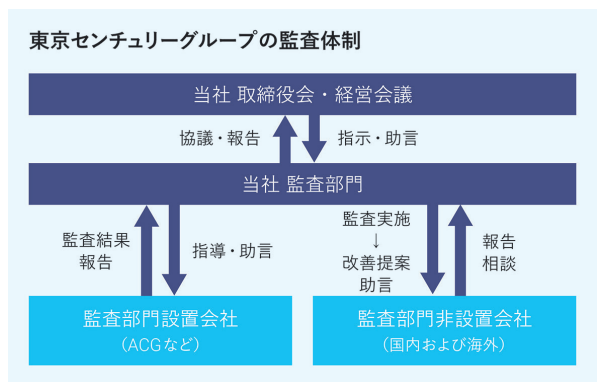 東京センチュリーグループの監査体制
当社 取締役会・経営会議
協議・報告
指示・助言
当社 監査部門
監査結果
報告
指導・助言
監査実施
↓
改善提案
助言
報告
相談
監査部門設置会社
（ACGなど）
監査部門非設置会社
（国内および海外）